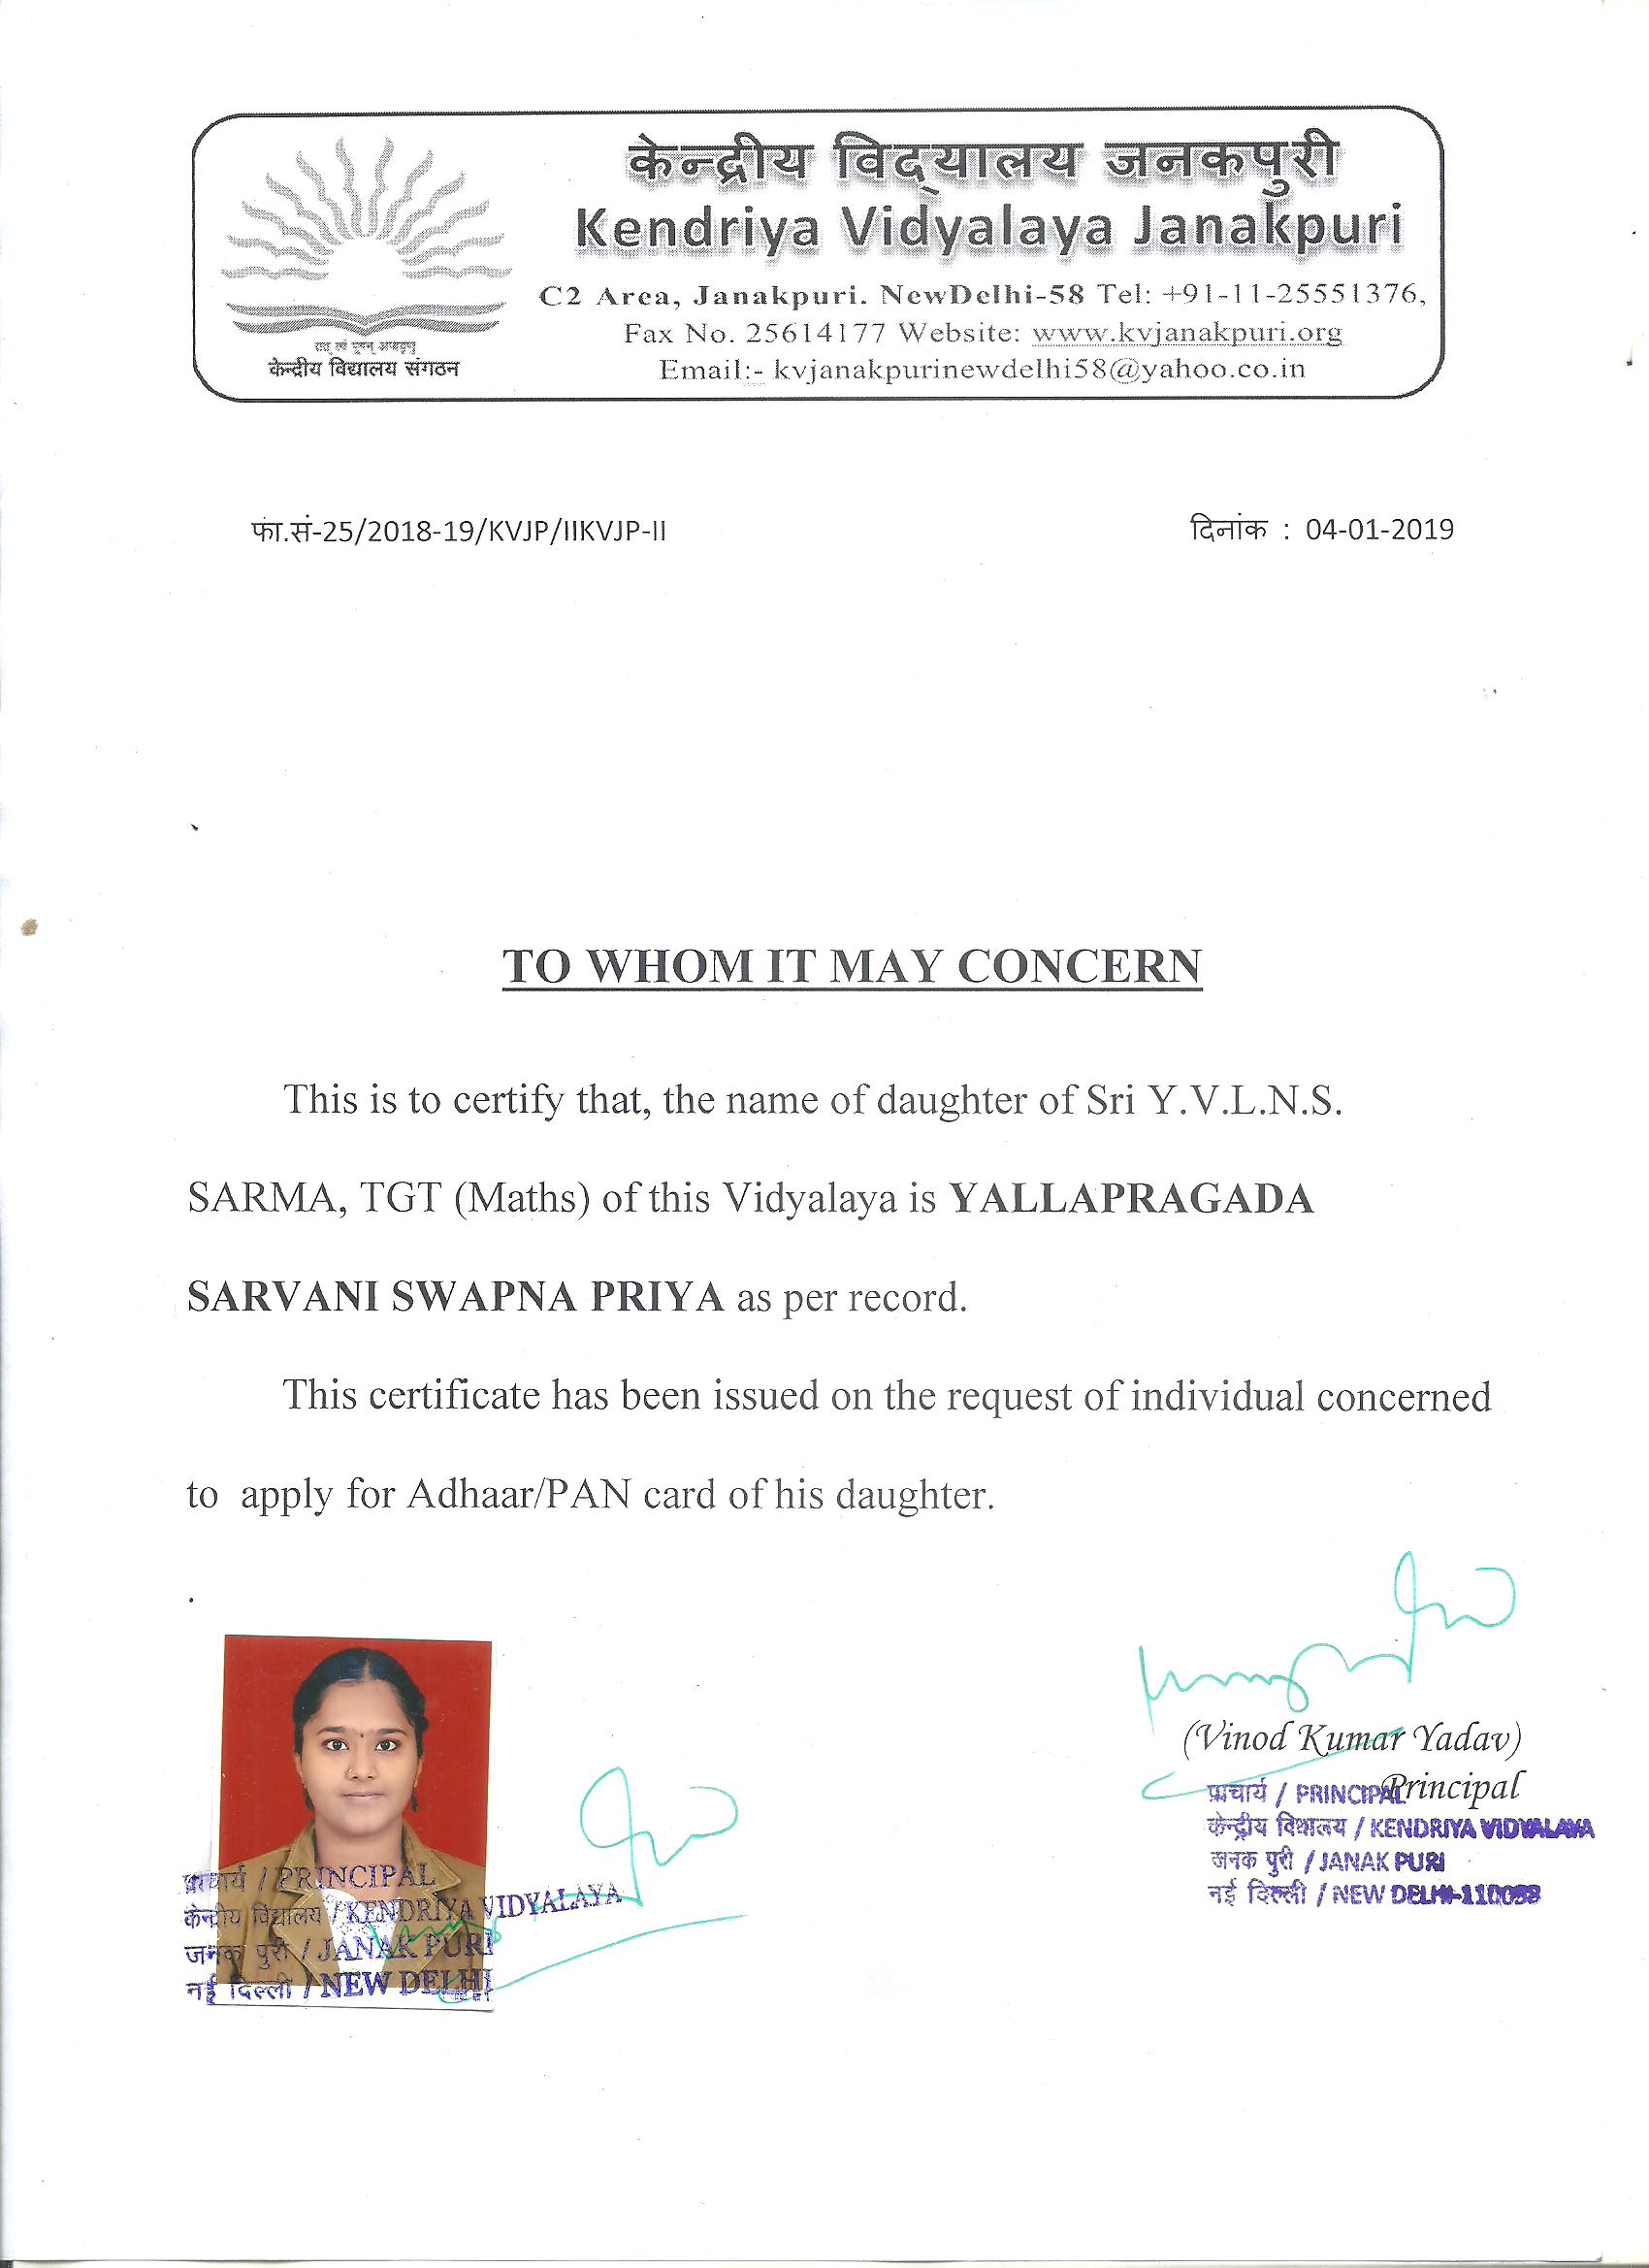 केन्द्रीय विद्यालय जनकपुरी
Kendriya Vidyalaya Janakpuri
C2 Area, Janakpuri. NewDelhi-58 Tel: +91-11-25551376,
Fax No. 25614177 Website: www.kvjanakpuri.org
Email:- kvjanakpurinewdelhi58@yahoo.co.in
केन्द्रीय विद्यालय संगठन
फा.सं-25/2018-19/KVJP/IIKVJP-II
दिनांक : 04-01-2019
TO WHOM IT MAY CONCERN
This is to certify that, the name of daughter of Sri Y.V.L.N.S.
SARMA, TGT (Maths) of this Vidyalaya is YALLAPRAGADA
SARVANI SWAPNA PRIYA as per record.
This certificate has been issued on the request of individual concerned
to apply for Adhaar/PAN card of his daughter.
(Vinod Kumar Yadav)
Principal
प्राचार्य / PRINCIPAL
केन्द्रीय विद्यालय / KENDRIYA VIDYALAYA
जनक पुरी / JANAK PURI
नई दिल्ली / NEW DELHI-110058
प्राचार्य / PRINCIPAL
केन्द्रीय विद्यालय / KENDRIYA VIDYALAYA
जनक पुरी / JANAK PURI
नई दिल्ली / NEW DELHI